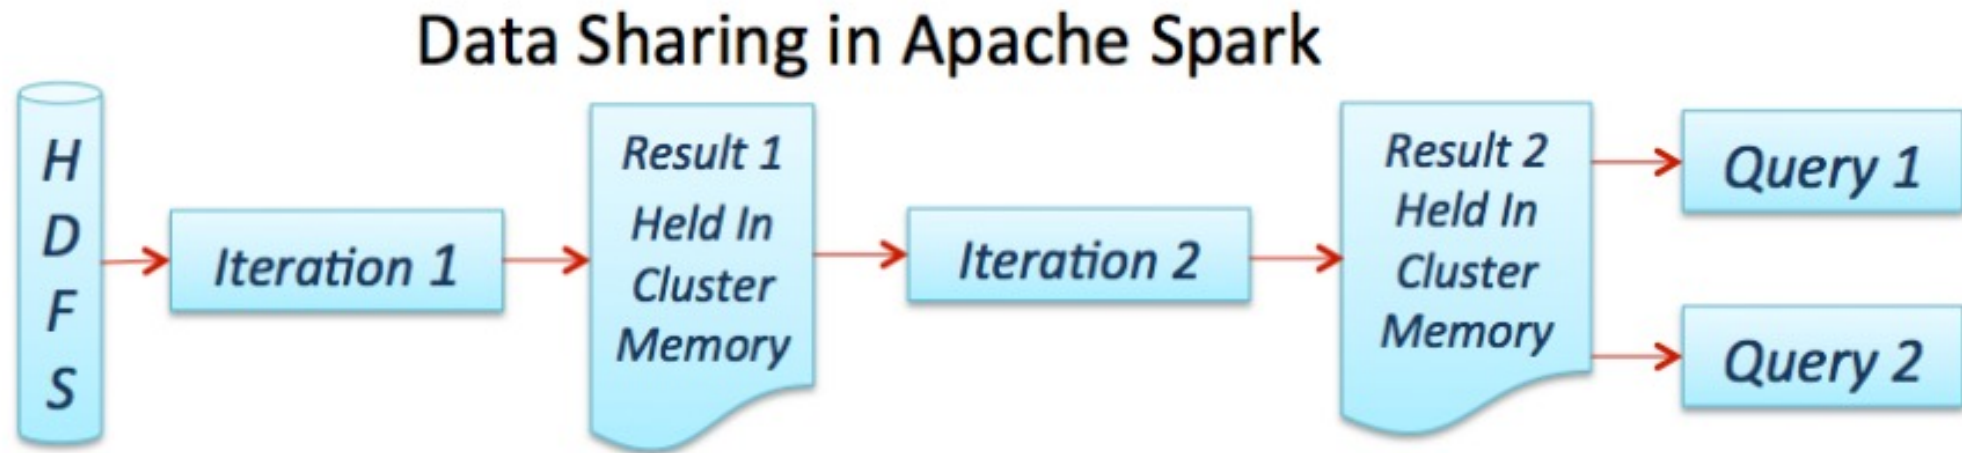 Data Sharing in Apache Spark
H
D
F
S
Iteration 1
Result 1
Held In
Cluster
Memory
Iteration 2
Result 2
Held In
Cluster
Memory
Query 1
Query 2